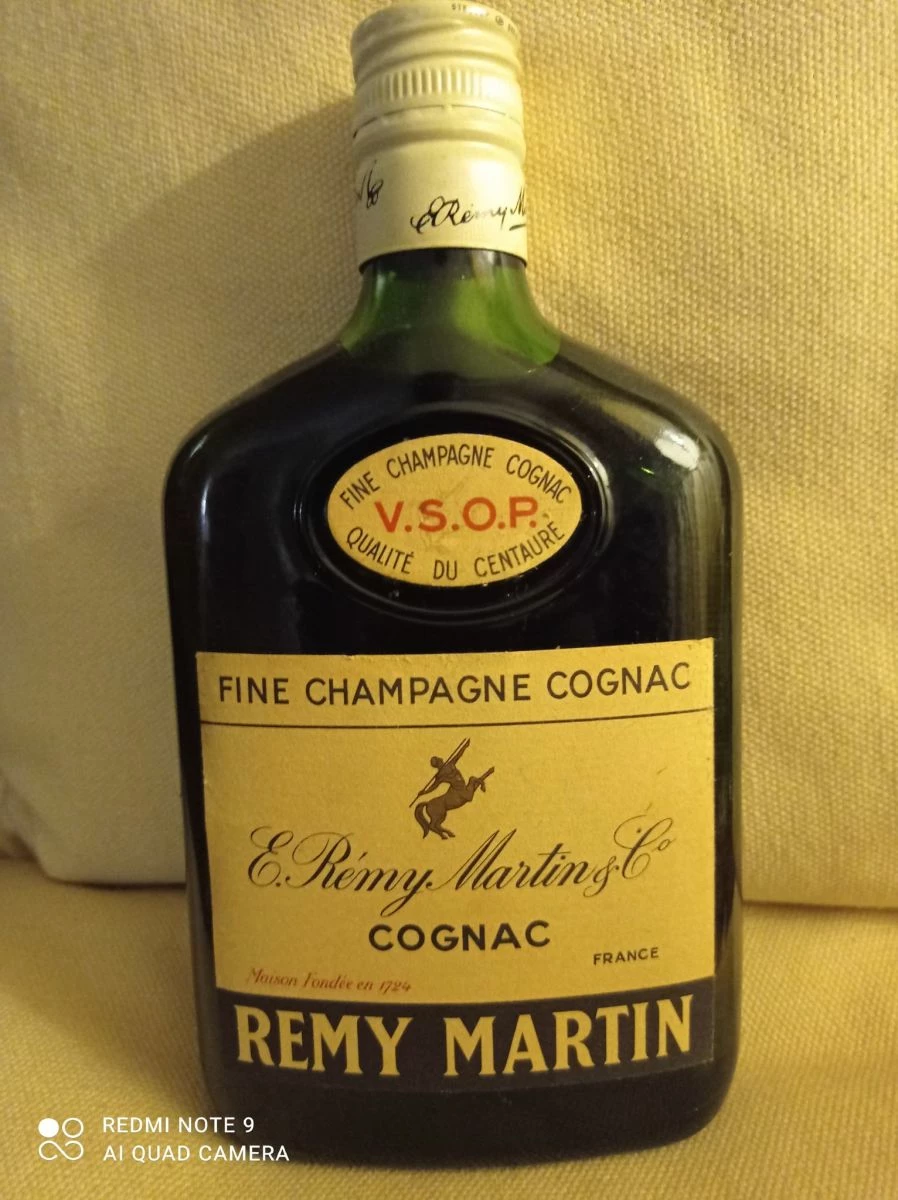 E Rémy M
FINE CHAMPAGNE COGNAC
V.S.O.P.
QUALITÉ DU CENTAURE
FINE CHAMPAGNE COGNAC
E. Rémy Martin & Cº
COGNAC
FRANCE
Maison Fondée en 1724
REMY MARTIN
REDMI NOTE 9
AI QUAD CAMERA